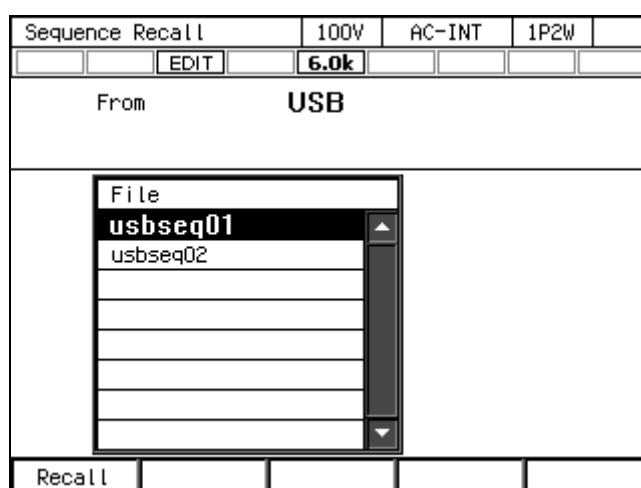 Sequence Recall 100V AC-INT 1P2W
EDIT 6.0k
From USB
File
usbseq01
usbseq02
Recall